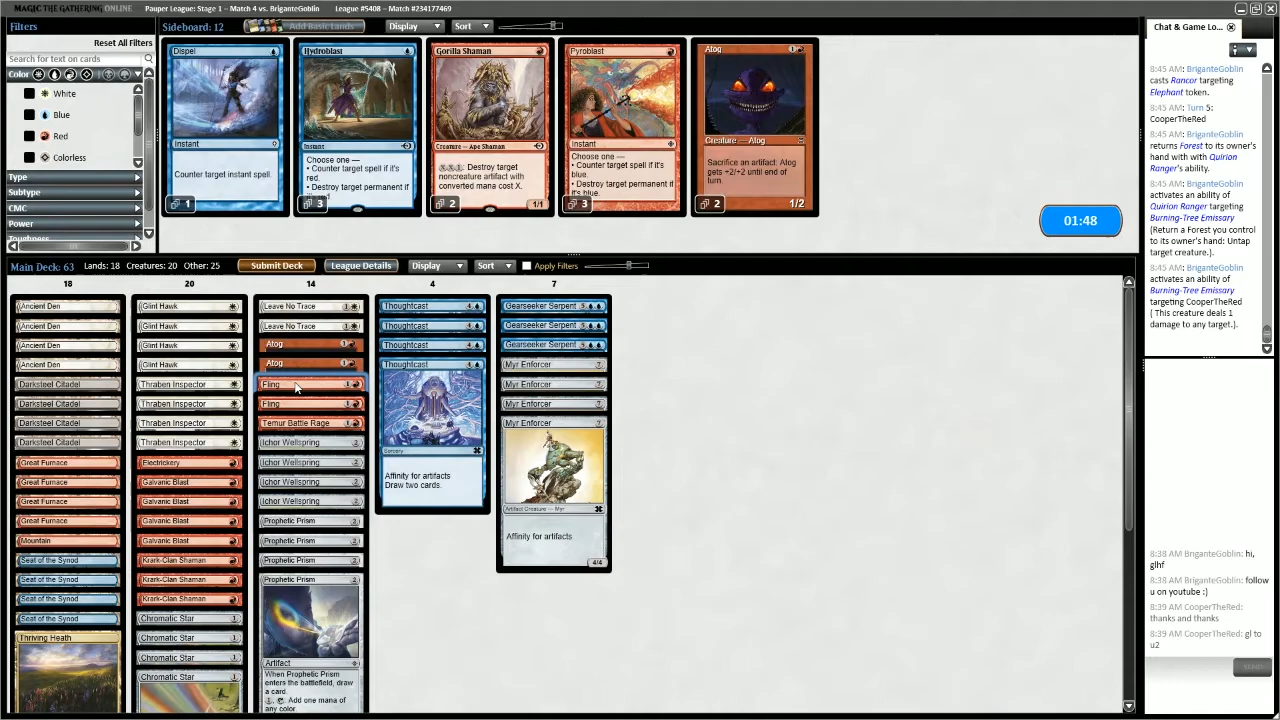 MAGIC THE GATHERING ONLINE
Pauper League: Stage 1 – Match 4 vs. BriganteGoblin
League #5408 – Match #234177469
Filters
Reset All Filters
Search for text on cards
Color
White
Blue
Red
Colorless
Type
Subtype
CMC
Power
Toughness
Sideboard: 12
Add Basic Lands
Display
Sort
Dispel
Instant
Counter target instant spell.
1
Hydroblast
Instant
Choose one —
• Counter target spell if it's red.
• Destroy target permanent if
3
Gorilla Shaman
Creature — Ape Shaman
Destroy target noncreature artifact with converted mana cost X.
1/1
2
Pyroblast
Instant
Choose one —
• Counter target spell if it's blue.
• Destroy target permanent if it's blue.
3
Atog
Creature — Atog
Sacrifice an artifact: Atog gets +2/+2 until end of turn.
1/2
2
01:48
Main Deck: 63
Lands: 18
Creatures: 20
Other: 25
Submit Deck
League Details
Display
Sort
Apply Filters
18
Ancient Den
Ancient Den
Ancient Den
Ancient Den
Darksteel Citadel
Darksteel Citadel
Darksteel Citadel
Darksteel Citadel
Great Furnace
Great Furnace
Great Furnace
Great Furnace
Mountain
Seat of the Synod
Seat of the Synod
Seat of the Synod
Seat of the Synod
Thriving Heath
20
Glint Hawk
Glint Hawk
Glint Hawk
Glint Hawk
Thraben Inspector
Thraben Inspector
Thraben Inspector
Thraben Inspector
Electrickery
Galvanic Blast
Galvanic Blast
Galvanic Blast
Galvanic Blast
Krark-Clan Shaman
Krark-Clan Shaman
Krark-Clan Shaman
Chromatic Star
Chromatic Star
Chromatic Star
Chromatic Star
14
Leave No Trace
Leave No Trace
Atog
Atog
Fling
Fling
Temur Battle Rage
Ichor Wellspring
Ichor Wellspring
Ichor Wellspring
Ichor Wellspring
Prophetic Prism
Prophetic Prism
Prophetic Prism
Prophetic Prism
Artifact
When Prophetic Prism enters the battlefield, draw a card.
Add one mana of any color.
4
Thoughtcast
Thoughtcast
Thoughtcast
Thoughtcast
Sorcery
Affinity for artifacts
Draw two cards.
7
Gearseeker Serpent
Gearseeker Serpent
Gearseeker Serpent
Myr Enforcer
Myr Enforcer
Myr Enforcer
Myr Enforcer
Artifact Creature — Myr
Affinity for artifacts
4/4
Chat & Game Lo...
8:45 AM: BriganteGoblin
casts Rancor targeting
Elephant token.
8:45 AM: Turn 5:
CooperTheRed
8:45 AM: BriganteGoblin
returns Forest to its owner's
hand with with Quirion
Ranger's ability.
8:45 AM: BriganteGoblin
activates an ability of
Quirion Ranger targeting
Burning-Tree Emissary
(Return a Forest you control
to its owner's hand: Untap
target creature.).
8:45 AM: BriganteGoblin
activates an ability of
Burning-Tree Emissary
targeting CooperTheRed
( This creature deals 1
damage to any target.).
8:38 AM BriganteGoblin: hi,
glhf
8:38 AM BriganteGoblin: follow
u on youtube :)
8:39 AM CooperTheRed:
thanks and thanks
8:39 AM CooperTheRed: gl to
u2
SEND